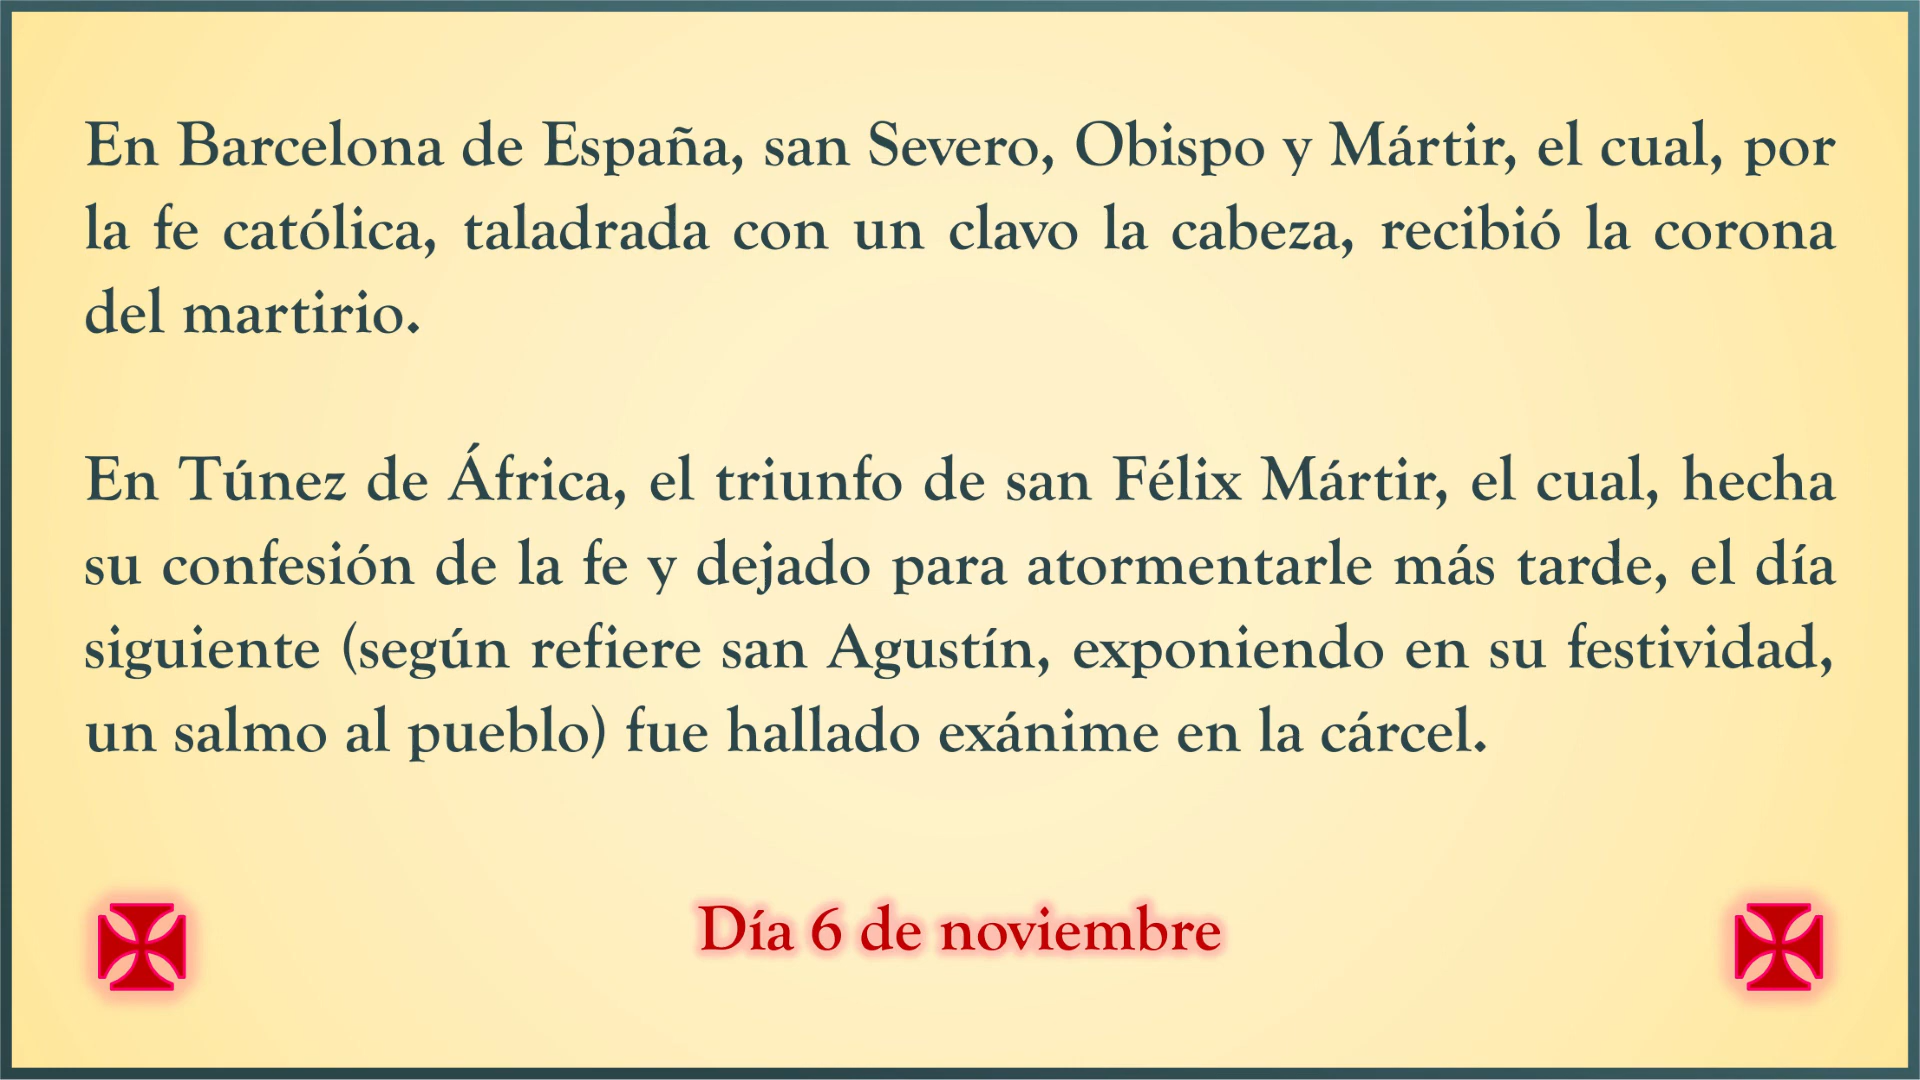 En Barcelona de España, san Severo, Obispo y Mártir, el cual, por
la fe católica, taladrada con un clavo la cabeza, recibió la corona
del martirio.
En Túnez de África, el triunfo de san Félix Mártir, el cual, hecha
su confesión de la fe y dejado para atormentarle más tarde, el día
siguiente (según refiere san Agustín, exponiendo en su festividad,
un salmo al pueblo) fue hallado exánime en la cárcel.
Día 6 de noviembre